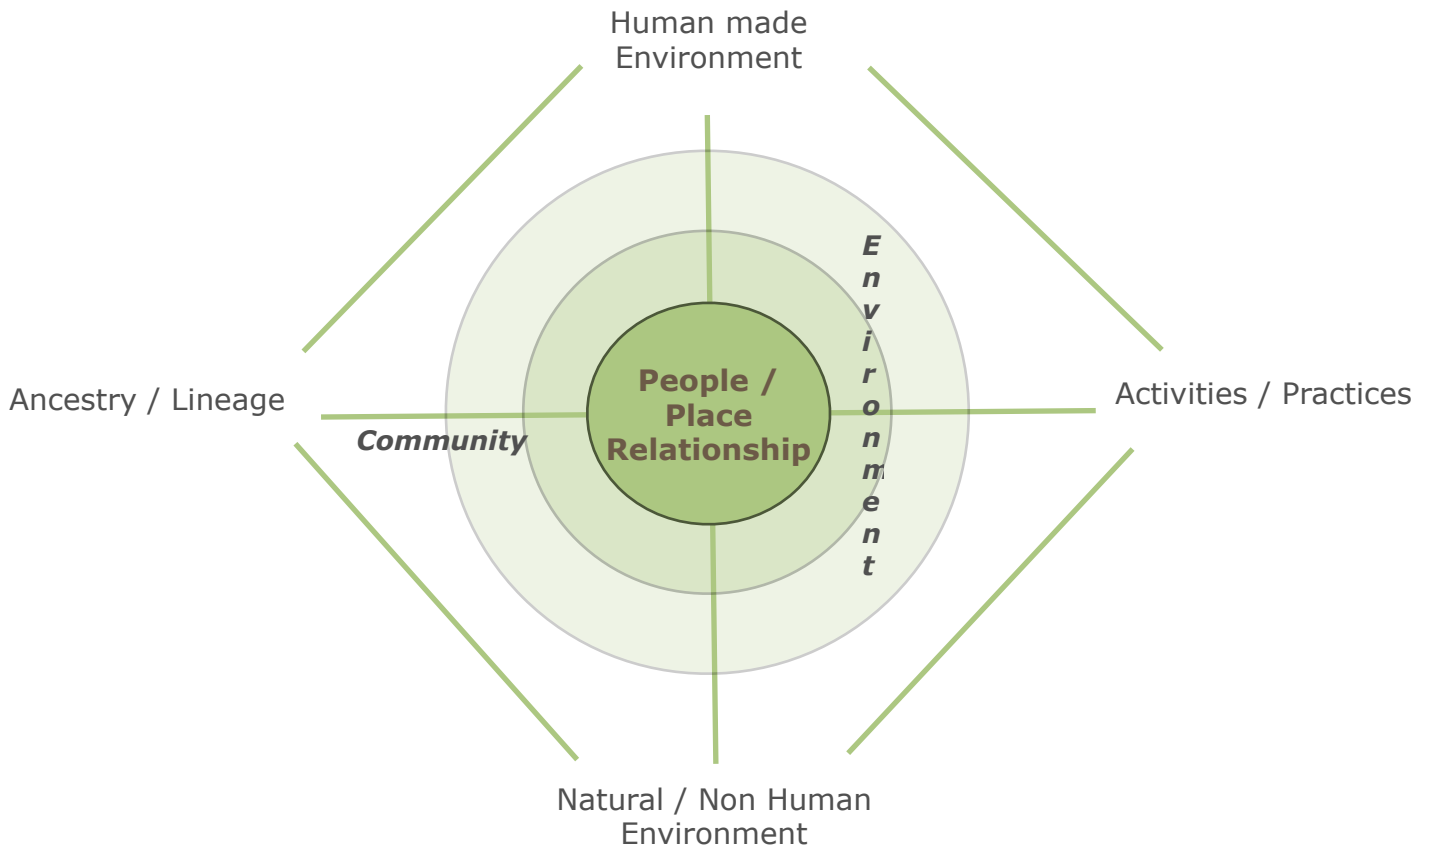 Human made
Environment
Ancestry / Lineage
Activities / Practices
Community
People /
Place
Relationship
E
n
v
i
r
o
n
m
e
n
t
Natural / Non Human
Environment